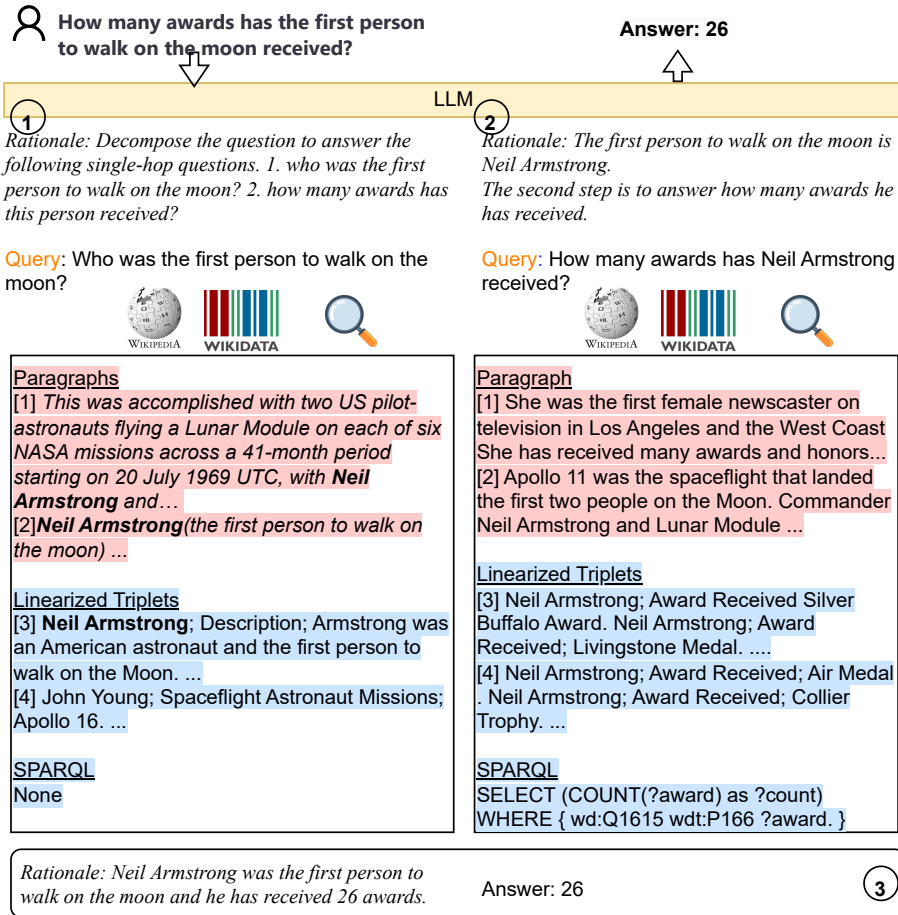 How many awards has the first person
to walk on the moon received?
Answer: 26
LLM
1
Rationale: Decompose the question to answer the
following single-hop questions. 1. who was the first
person to walk on the moon? 2. how many awards has
this person received?
Query: Who was the first person to walk on the
moon?
WIKIPEDIA
WIKIDATA
Paragraphs
[1] This was accomplished with two US pilot-
astronauts flying a Lunar Module on each of six
NASA missions across a 41-month period
starting on 20 July 1969 UTC, with Neil
Armstrong and…
[2]Neil Armstrong(the first person to walk on
the moon) ...
Linearized Triplets
[3] Neil Armstrong; Description; Armstrong was
an American astronaut and the first person to
walk on the Moon. ...
[4] John Young; Spaceflight Astronaut Missions;
Apollo 16. ...
SPARQL
None
2
Rationale: The first person to walk on the moon is
Neil Armstrong.
The second step is to answer how many awards he
has received.
Query: How many awards has Neil Armstrong
received?
WIKIPEDIA
WIKIDATA
Paragraph
[1] She was the first female newscaster on
television in Los Angeles and the West Coast
She has received many awards and honors...
[2] Apollo 11 was the spaceflight that landed
the first two people on the Moon. Commander
Neil Armstrong and Lunar Module ...
Linearized Triplets
[3] Neil Armstrong; Award Received Silver
Buffalo Award. Neil Armstrong; Award
Received; Livingstone Medal. ....
[4] Neil Armstrong; Award Received; Air Medal
. Neil Armstrong; Award Received; Collier
Trophy. ...
SPARQL
SELECT (COUNT(?award) as ?count)
WHERE { wd:Q1615 wdt:P166 ?award. }
Rationale: Neil Armstrong was the first person to
walk on the moon and he has received 26 awards.
Answer: 26
3